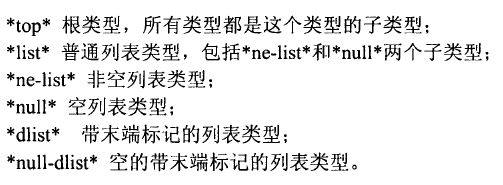 *top* 根类型，所有类型都是这个类型的子类型；
*list* 普通列表类型，包括*ne-list*和*null*两个子类型；
*ne-list* 非空列表类型；
*null* 空列表类型；
*dlist* 带末端标记的列表类型；
*null-dlist* 空的带末端标记的列表类型。